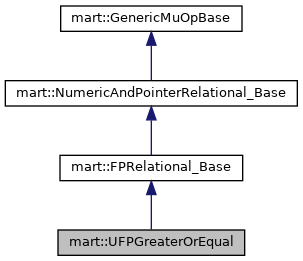 mart::GenericMuOpBase
mart::NumericAndPointerRelational_Base
mart::FPRelational_Base
mart::UFPGreaterOrEqual